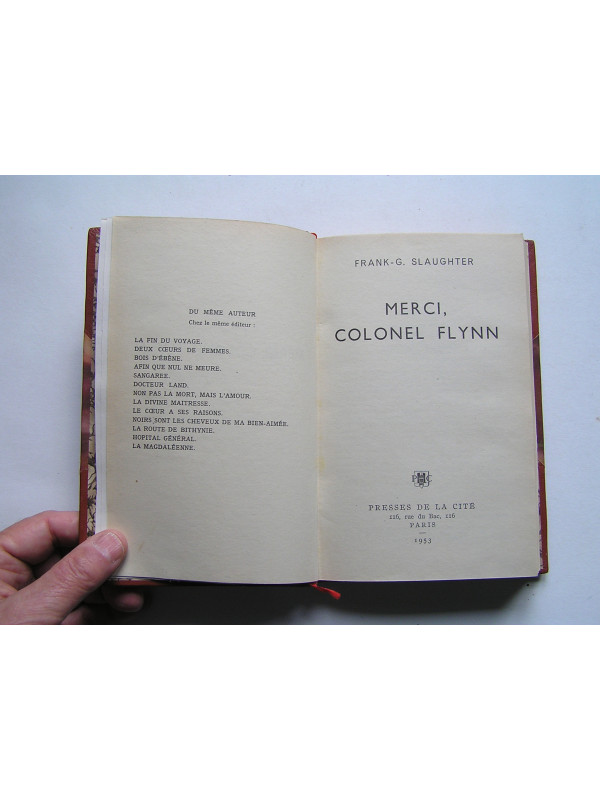 DU MÊME AUTEUR
Chez le même éditeur :
LA FIN DU VOYAGE.
DEUX CŒURS DE FEMMES.
BOIS D'ÉBÈNE.
AFIN QUE NUL NE MEURE.
SANGAREE.
DOCTEUR LAND.
NON PAS LA MORT, MAIS L'AMOUR.
LA DIVINE MAITRESSE.
LE CŒUR A SES RAISONS.
NOIRS SONT LES CHEVEUX DE MA BIEN-AIMÉE.
LA ROUTE DE BITHYNIE.
HOPITAL GÉNÉRAL.
LA MAGDALÉENNE.
FRANK-G. SLAUGHTER
MERCI,
COLONEL FLYNN
PRESSES DE LA CITÉ
116, rue du Bac, 116
PARIS
—
1953